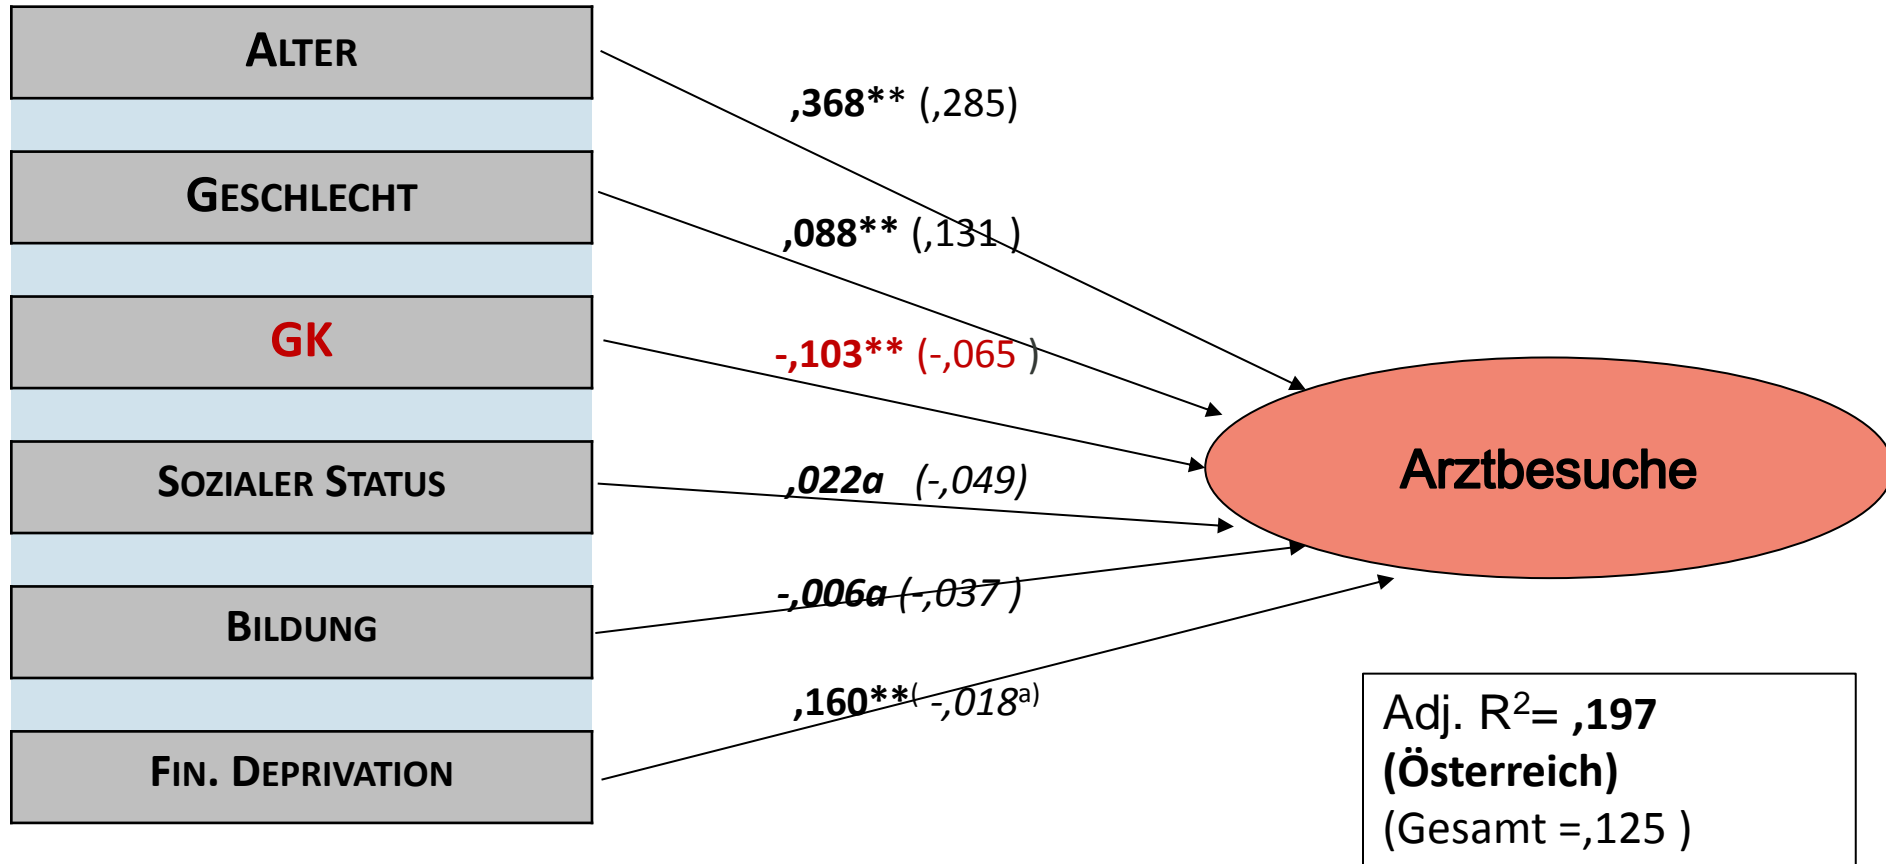 ALTER
,368** (,285)
GESCHLECHT
,088** (,131 )
GK
-,103** (-,065 )
SOZIALER STATUS
,022a (-,049)
BILDUNG
-,006a (-,037 )
FIN. DEPRIVATION
,160**( -,018a)
Arztbesuche
Adj. R2= ,197
(Österreich)
(Gesamt =,125 )